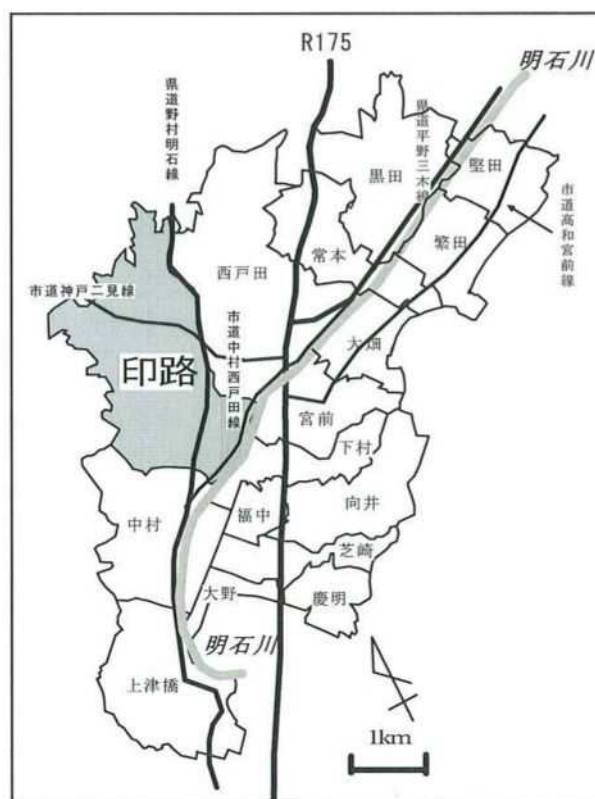 R175
明石川
県道野村明石線
県道平野三木線
黒田
堅田
市道高和宮前線
繁田
常本
西戸田
市道神戸二見線
市道中村西戸田線
大畑
印路
宮前
下村
向井
福中
中村
芝崎
大野
慶明
明石川
上津橋
1km